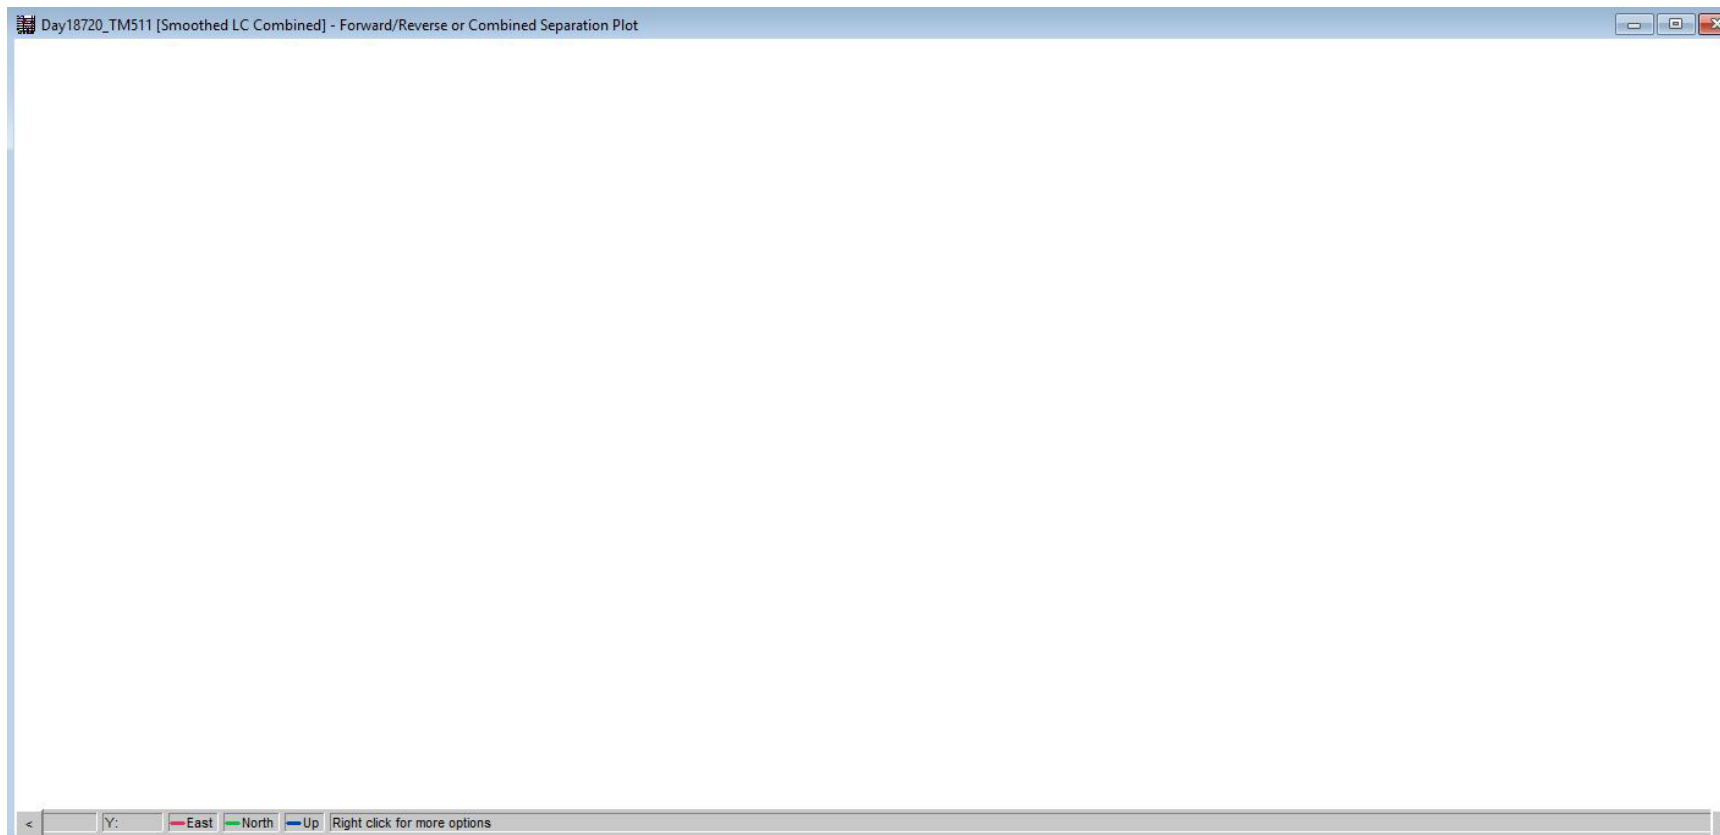 Day18720_TM511 [Smoothed LC Combined] - Forward/Reverse or Combined Separation Plot
< Y: East North Up Right click for more options